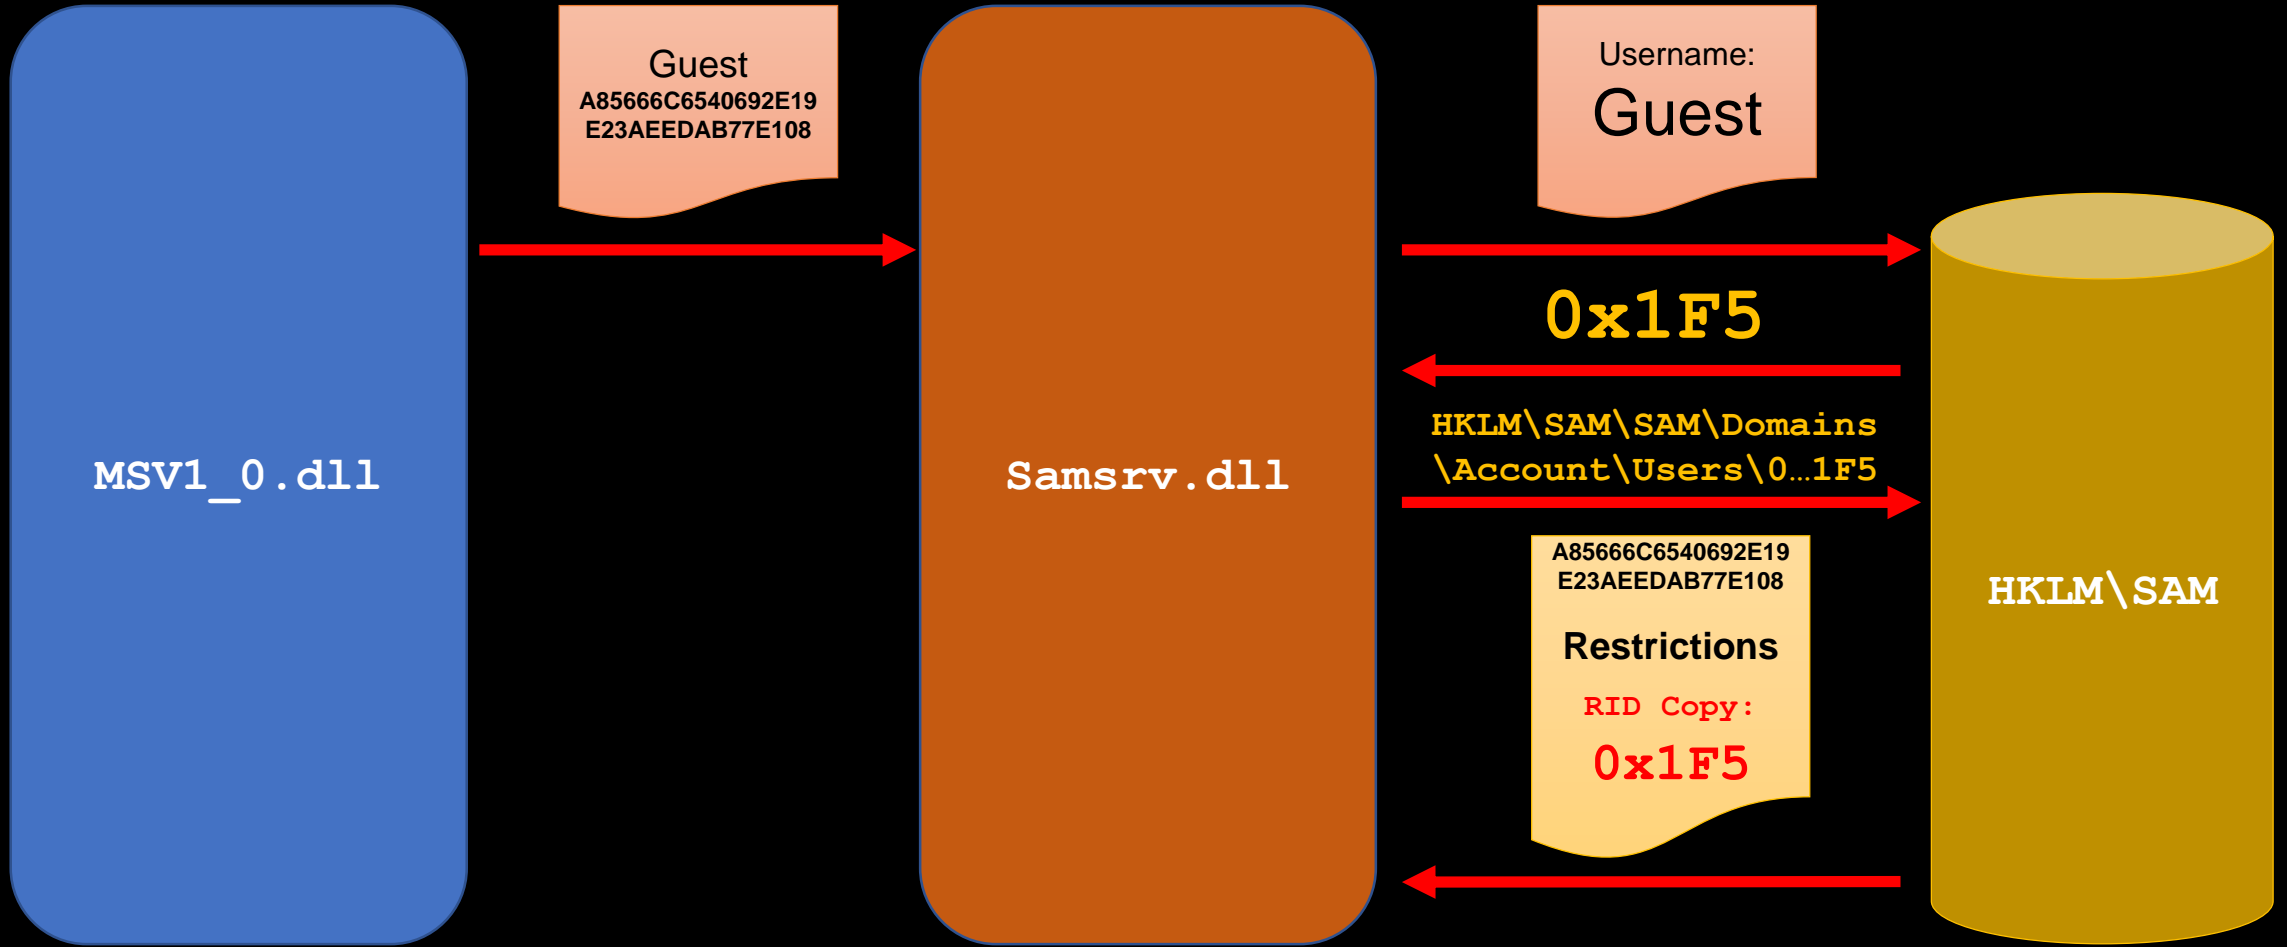 MSV1_0.dll
Guest
A85666C6540692E19
E23AEEDAB77E108
Samsrv.dll
Username:
Guest
0x1F5
HKLM\SAM\SAM\Domains
\Account\Users\0…1F5
A85666C6540692E19
E23AEEDAB77E108
Restrictions
RID Copy:
0x1F5
HKLM\SAM